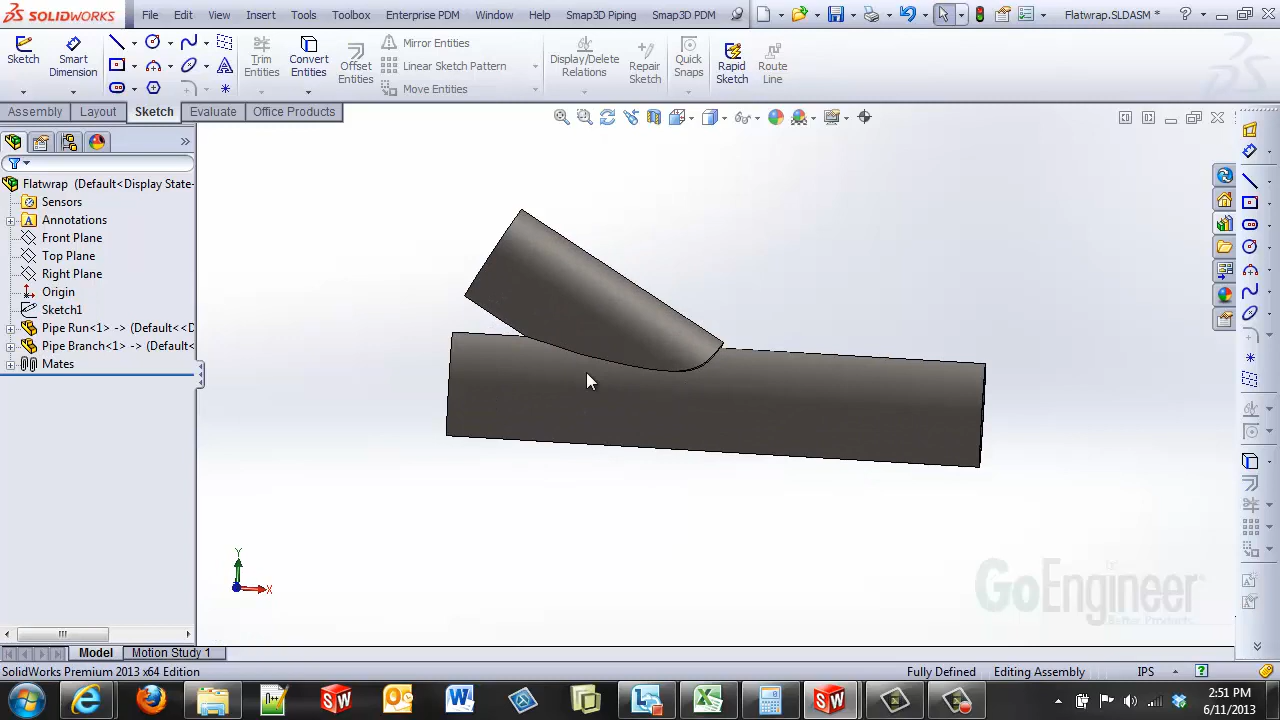 SOLIDWORKS File Edit View Insert Tools Toolbox Enterprise PDM Window Help Smap3D Piping Smap3D PDM Flatwrap.SLDASM *
Sketch Smart Dimension Trim Entities Convert Entities Offset Entities Mirror Entities Display/Delete Relations Repair Sketch Quick Snaps Rapid Sketch Route Line
Linear Sketch Pattern
Move Entities
Assembly Layout Sketch Evaluate Office Products
Flatwrap (Default<Display State-
Sensors
Annotations
Front Plane
Top Plane
Right Plane
Origin
Sketch1
Pipe Run<1> -> (Default<<D
Pipe Branch<1> -> (Default<
Mates
Y
X
GoEngineer
Better Products.
Model Motion Study 1
SolidWorks Premium 2013 x64 Edition Fully Defined Editing Assembly IPS
2:51 PM
6/11/2013